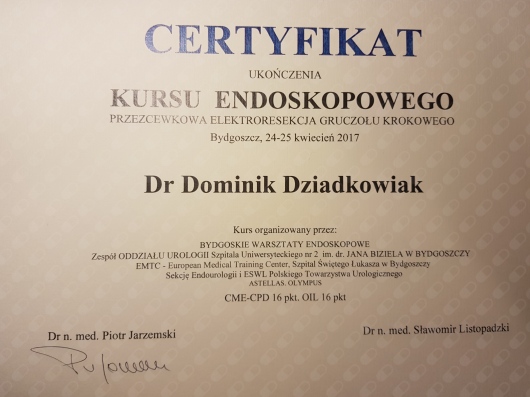 CERTYFIKAT
UKOŃCZENIA
KURSU ENDOSKOPOWEGO
PRZEZCEWKOWA ELEKTRORESEKCJA GRUCZOŁU KROKOWEGO
Bydgoszcz, 24-25 kwiecień 2017
Dr Dominik Dziadkowiak
Kurs organizowany przez:
BYDGOSKIE WARSZTATY ENDOSKOPOWE
Zespół ODDZIAŁU UROLOGII Szpitala Uniwersyteckiego nr 2 im. dr. JANA BIZIELA W BYDGOSZCZY
EMTC - European Medical Training Center, Szpital Świętego Łukasza w Bydgoszczy
Sekcję Endourologii i ESWL Polskiego Towarzystwa Urologicznego
ASTELLAS. OLYMPUS
CME-CPD 16 pkt. OIL 16 pkt
Dr n. med. Piotr Jarzemski
Dr n. med. Sławomir Listopadzki